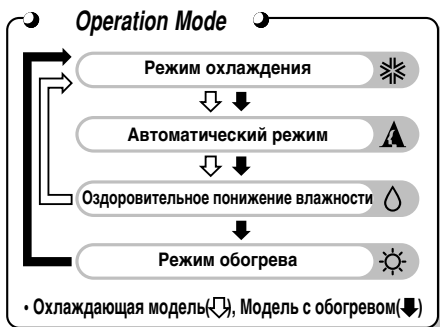 Operation Mode
Режим охлаждения
Автоматический режим
Оздоровительное понижение влажности
Режим обогрева
• Охлаждающая модель(⇩), Модель с обогревом(🡇)